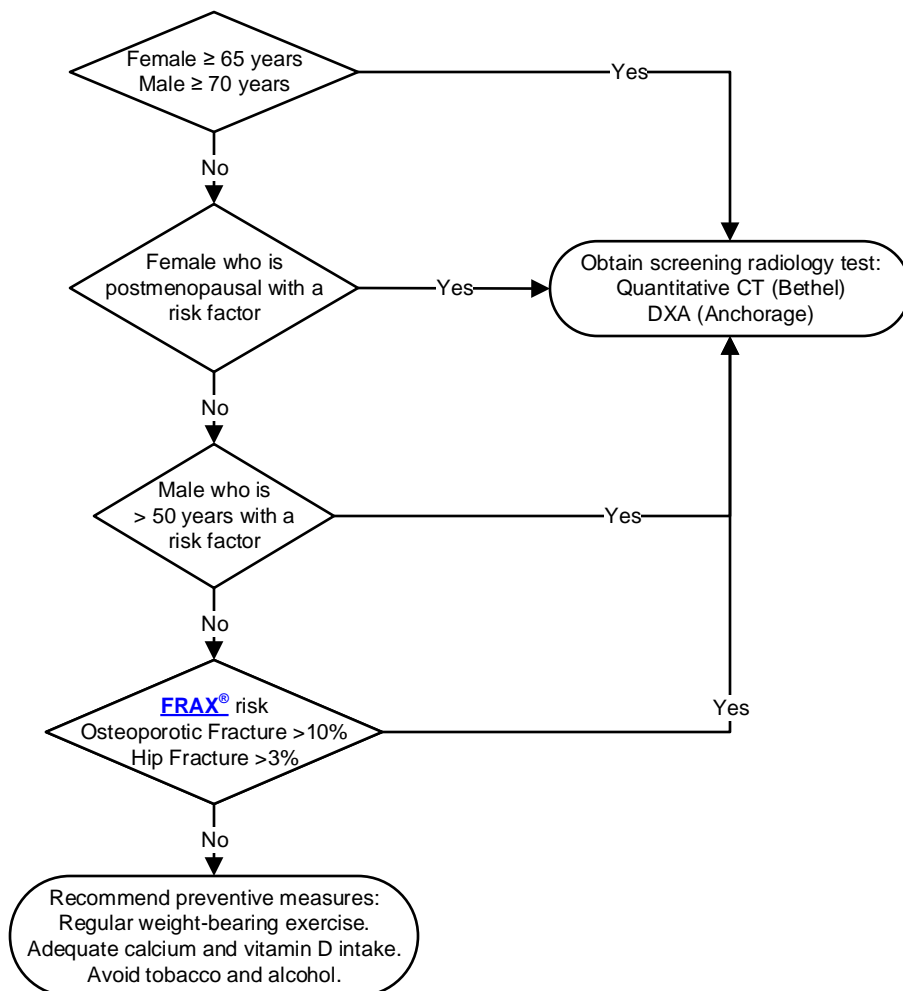 Female ≥ 65 years
Male ≥ 70 years
Yes
No
Female who is
postmenopausal with a
risk factor
Yes
Obtain screening radiology test:
Quantitative CT (Bethel)
DXA (Anchorage)
No
Male who is
> 50 years with a
risk factor
Yes
No
FRAX® risk
Osteoporotic Fracture >10%
Hip Fracture >3%
Yes
No
Recommend preventive measures:
Regular weight-bearing exercise.
Adequate calcium and vitamin D intake.
Avoid tobacco and alcohol.